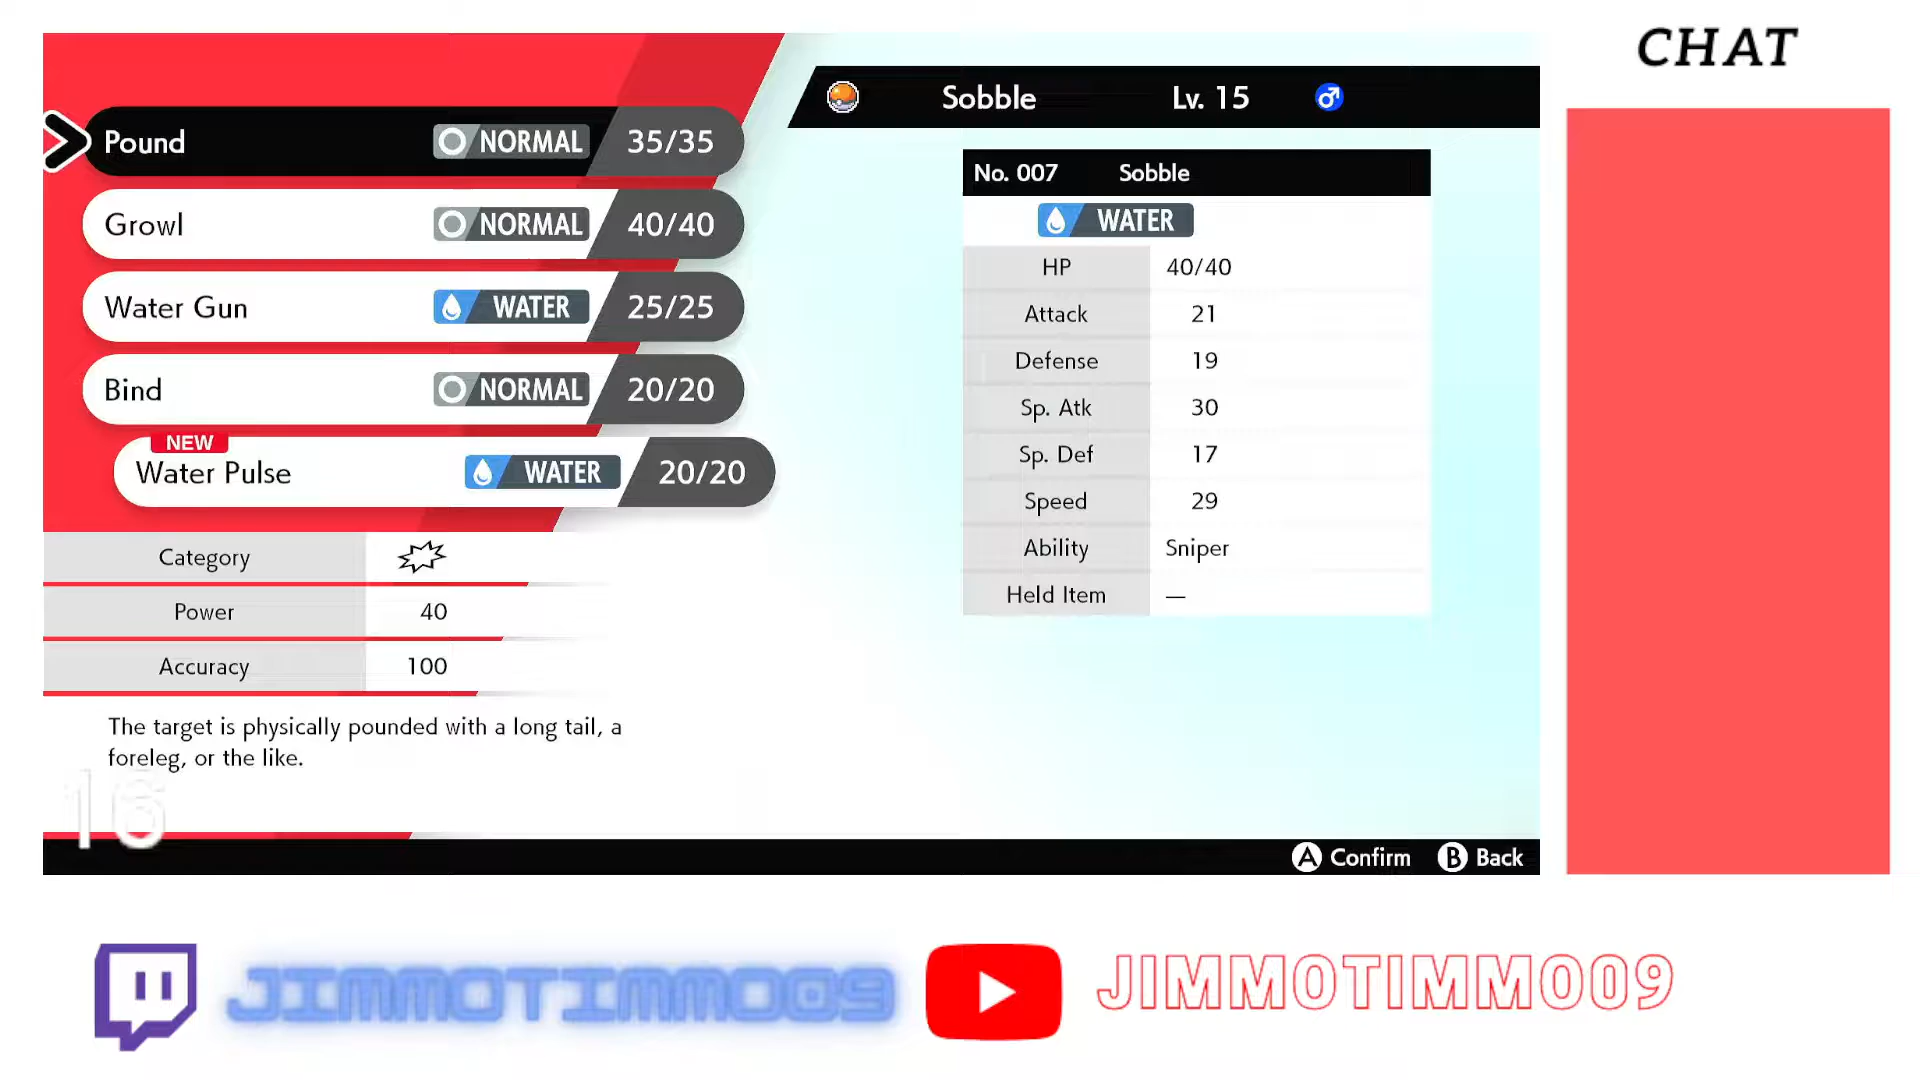 CHAT
Sobble Lv. 15
Pound NORMAL 35/35
Growl NORMAL 40/40
Water Gun WATER 25/25
Bind NORMAL 20/20
NEW
Water Pulse WATER 20/20
Category
Power 40
Accuracy 100
The target is physically pounded with a long tail, a
foreleg, or the like.
16
No. 007 Sobble
WATER
HP 40/40
Attack 21
Defense 19
Sp. Atk 30
Sp. Def 17
Speed 29
Ability Sniper
Held Item —
A Confirm B Back
JIMMOTIMMO09
JIMMOTIMMO09